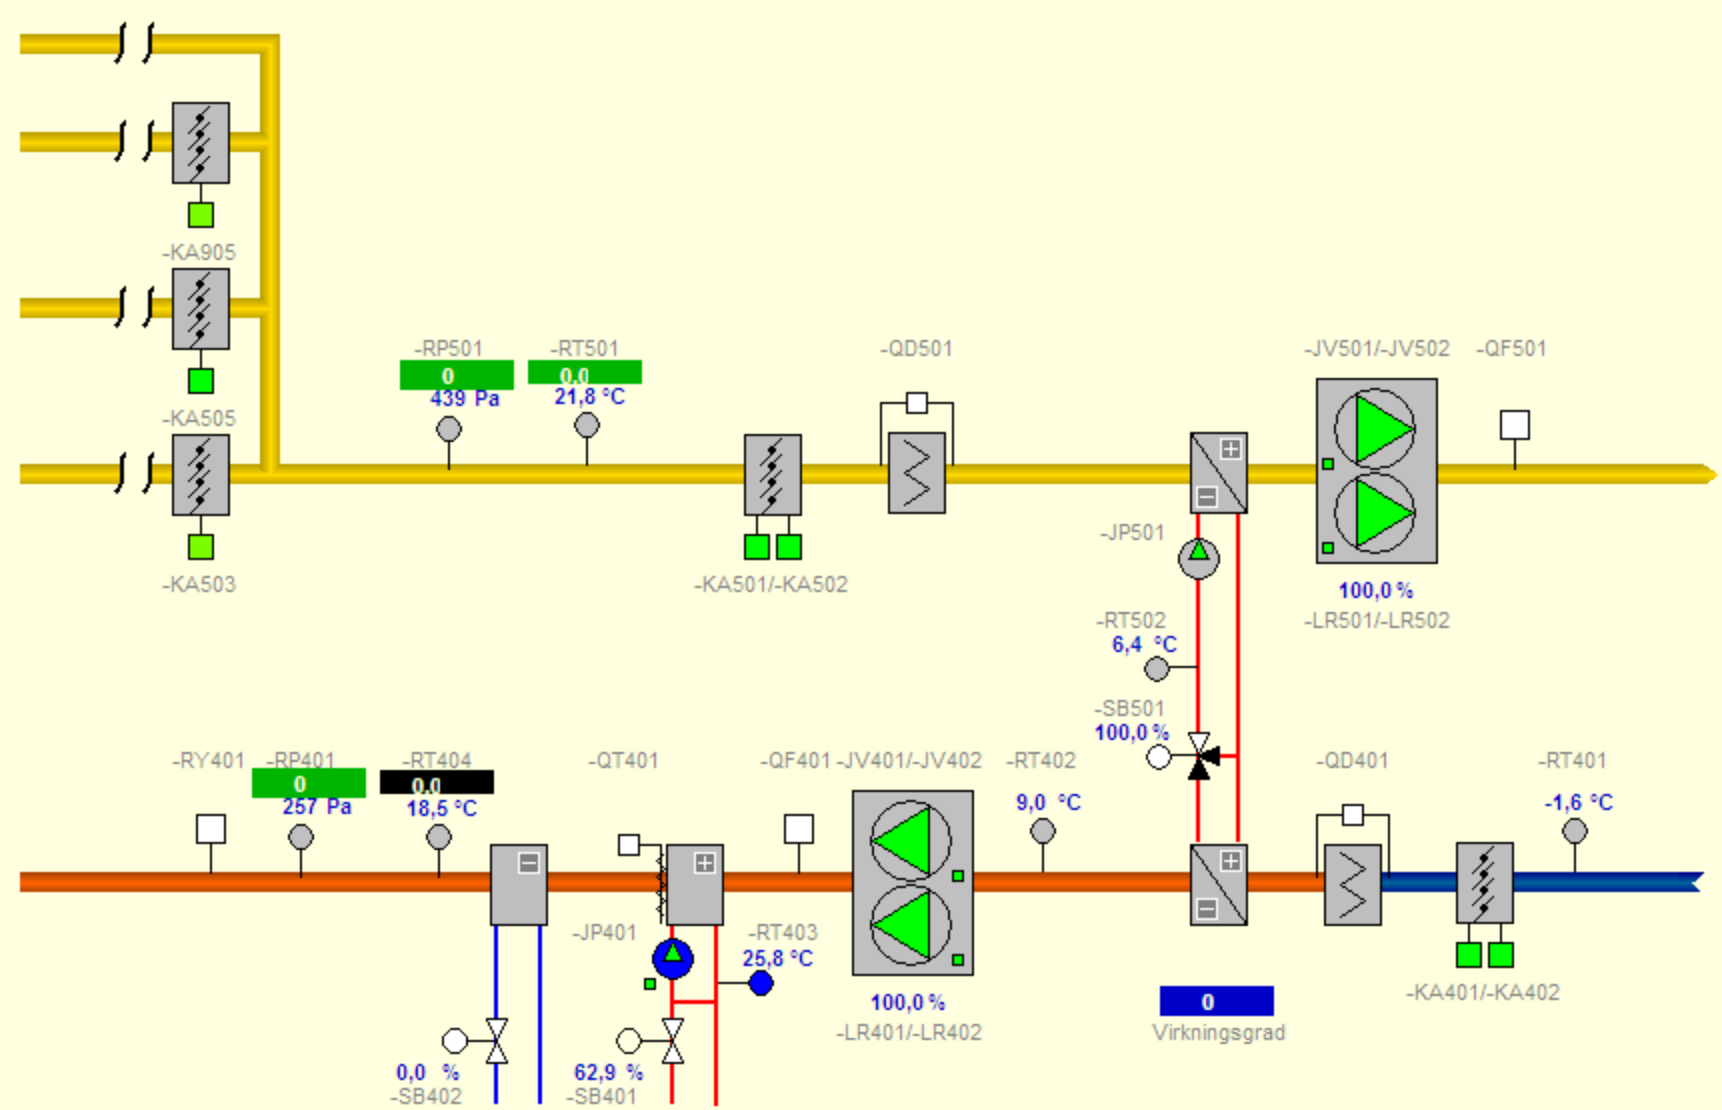 -KA905
-KA505
-RP501
-RT501
-QD501
-JV501/-JV502
-QF501
0
0,0
439 Pa
21,8 °C
-JP501
-KA503
-KA501/-KA502
100,0 %
-LR501/-LR502
-RT502
6,4 °C
-SB501
100,0 %
-RY401
-RP401
-RT404
-QT401
-QF401
-JV401/-JV402
-RT402
-QD401
-RT401
0
0,0
257 Pa
18,5 °C
9,0 °C
-1,6 °C
-JP401
-RT403
25,8 °C
100,0 %
-LR401/-LR402
0
Virkningsgrad
-KA401/-KA402
0,0 %
-SB402
62,9 %
-SB401